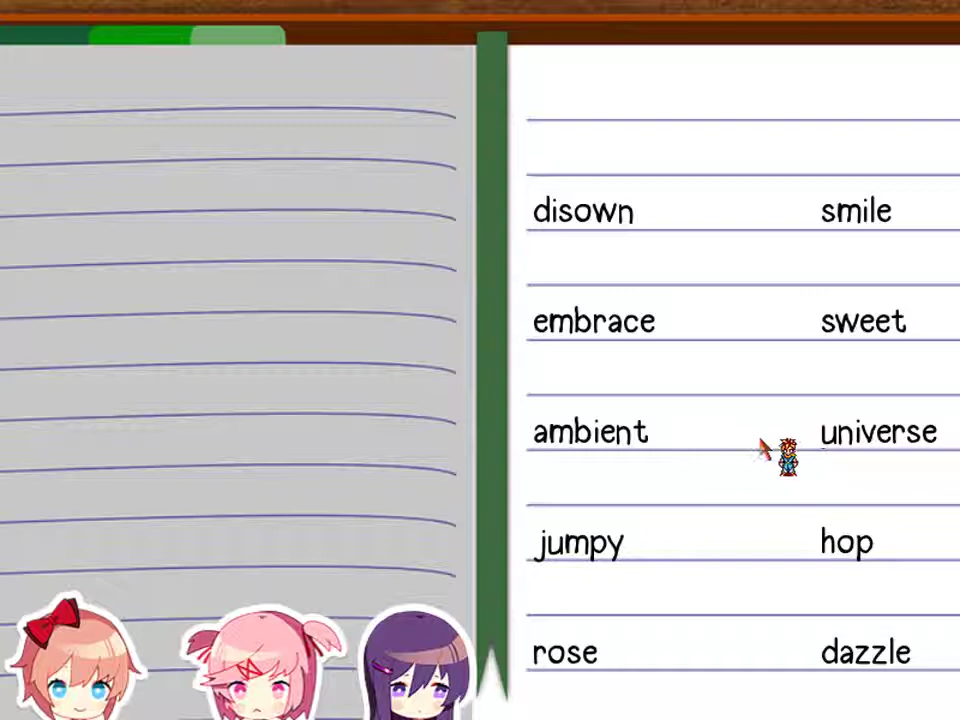 disown smile
embrace sweet
ambient universe
jumpy hop
rose dazzle